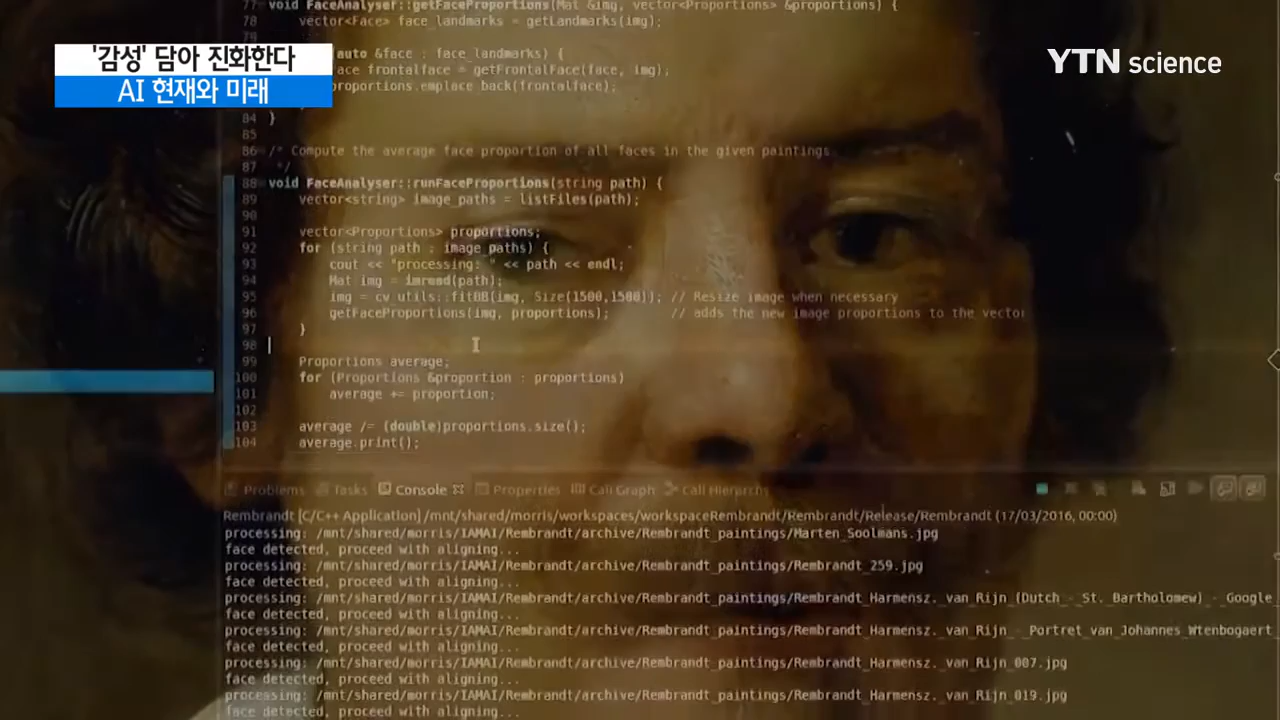 '감성' 담아 진화한다
AI 현재와 미래
YTN science
77 void FaceAnalyser::getFaceProportions(Mat &img, vector<Proportions> &proportions) {
78 vector<Face> face_landmarks = getLandmarks(img);
79
auto &face : face_landmarks) {
ace frontalface = getFrontalFace(face, img);
proportions.emplace_back(frontalface);
84 }
85
86 /* Compute the average face proportion of all faces in the given paintings.
87 */
88 void FaceAnalyser::runFaceProportions(string path) {
89 vector<string> image_paths = listFiles(path);
90
91 vector<Proportions> proportions;
92 for (string path : image_paths) {
93 cout << "processing: " << path << endl;
94 Mat img = imread(path);
95 img = cv_utils::fitBB(img, Size(1500,1500)); // Resize image when necessary
96 getFaceProportions(img, proportions); // adds the new image proportions to the vector
97 }
98
99 Proportions average;
100 for (Proportions &proportion : proportions)
101 average += proportion;
102
103 average /= (double)proportions.size();
104 average.print();
Problems Tasks Console Properties Call Graph Call Hierarchy
Rembrandt [C/C++ Application] /mnt/shared/morris/workspaces/workspaceRembrandt/Rembrandt/Release/Rembrandt (17/03/2016, 00:00)
processing: /mnt/shared/morris/IAMAI/Rembrandt/archive/Rembrandt_paintings/Marten_Soolmans.jpg
face detected, proceed with aligning...
processing: /mnt/shared/morris/IAMAI/Rembrandt/archive/Rembrandt_paintings/Rembrandt_259.jpg
face detected, proceed with aligning...
processing: /mnt/shared/morris/IAMAI/Rembrandt/archive/Rembrandt_paintings/Rembrandt_Harmensz._van_Rijn_(Dutch_-_St._Bartholomew)_-_Google
face detected, proceed with aligning...
processing: /mnt/shared/morris/IAMAI/Rembrandt/archive/Rembrandt_paintings/Rembrandt_Harmensz._van_Rijn_-_Portret_van_Johannes_Wtenbogaert
face detected, proceed with aligning...
processing: /mnt/shared/morris/IAMAI/Rembrandt/archive/Rembrandt_paintings/Rembrandt_Harmensz._van_Rijn_007.jpg
face detected, proceed with aligning...
processing: /mnt/shared/morris/IAMAI/Rembrandt/archive/Rembrandt_paintings/Rembrandt_Harmensz._van_Rijn_019.jpg
face detected, proceed with aligning...